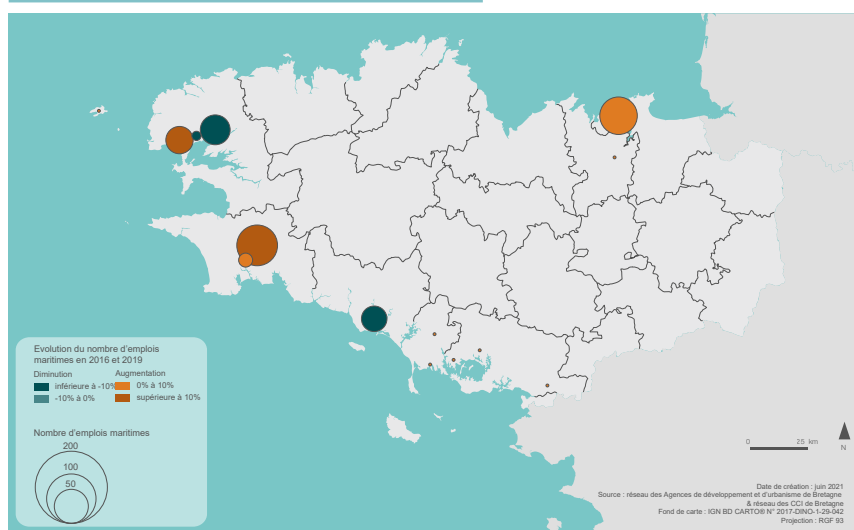 Evolution du nombre d'emplois
maritimes en 2016 et 2019
Diminution Augmentation
inférieure à -10% 0% à 10%
-10% à 0% supérieure à 10%
Nombre d'emplois maritimes
200
100
50
0 25 km
N
Date de création : juin 2021
Source : réseau des Agences de développement et d'urbanisme de Bretagne
& réseau des CCI de Bretagne
Fond de carte : IGN BD CARTO® N° 2017-DINO-1-29-042
Projection : RGF 93